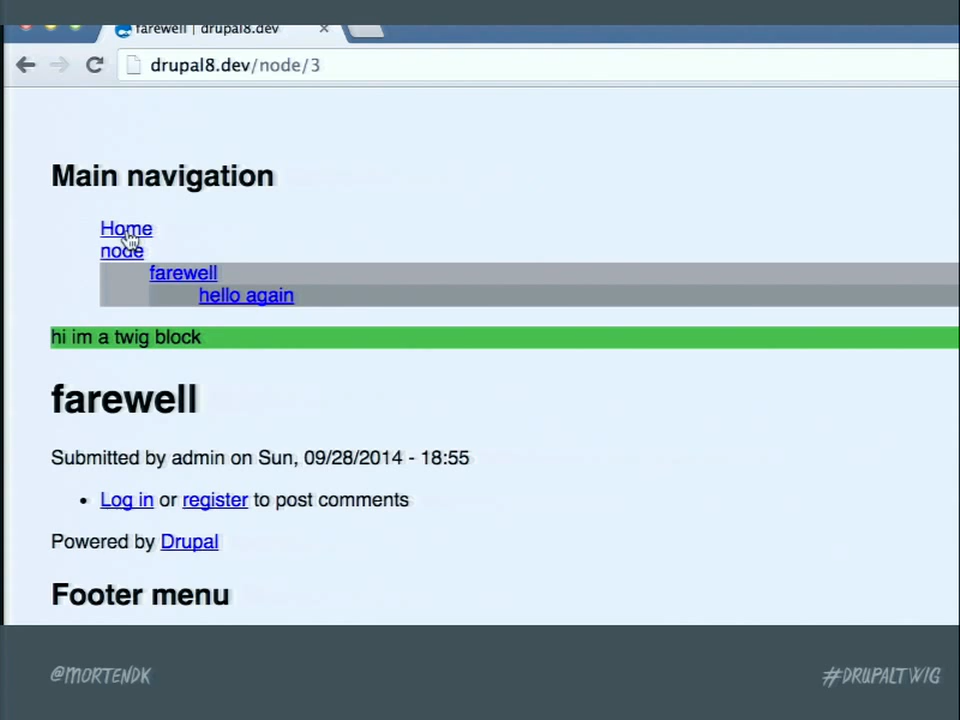 farewell | drupal8.dev
drupal8.dev/node/3
Main navigation
Home
node
farewell
hello again
hi im a twig block
farewell
Submitted by admin on Sun, 09/28/2014 - 18:55
Log in or register to post comments
Powered by Drupal
Footer menu
@MORTENDK
#DRUPALTWIG